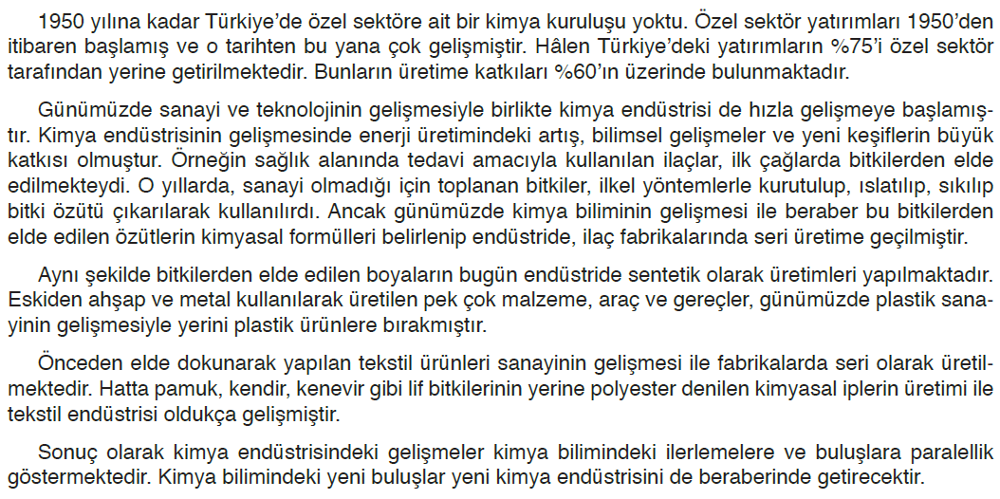 1950 yılına kadar Türkiye’de özel sektöre ait bir kimya kuruluşu yoktu. Özel sektör yatırımları 1950’den
itibaren başlamış ve o tarihten bu yana çok gelişmiştir. Hâlen Türkiye’deki yatırımların %75’i özel sektör
tarafından yerine getirilmektedir. Bunların üretime katkıları %60’ın üzerinde bulunmaktadır.
Günümüzde sanayi ve teknolojinin gelişmesiyle birlikte kimya endüstrisi de hızla gelişmeye başlamış-
tır. Kimya endüstrisinin gelişmesinde enerji üretimindeki artış, bilimsel gelişmeler ve yeni keşiflerin büyük
katkısı olmuştur. Örneğin sağlık alanında tedavi amacıyla kullanılan ilaçlar, ilk çağlarda bitkilerden elde
edilmekteydi. O yıllarda, sanayi olmadığı için toplanan bitkiler, ilkel yöntemlerle kurutulup, ıslatılıp, sıkılıp
bitki özütü çıkarılarak kullanılırdı. Ancak günümüzde kimya biliminin gelişmesi ile beraber bu bitkilerden
elde edilen özütlerin kimyasal formülleri belirlenip endüstride, ilaç fabrikalarında seri üretime geçilmiştir.
Aynı şekilde bitkilerden elde edilen boyaların bugün endüstride sentetik olarak üretimleri yapılmaktadır.
Eskiden ahşap ve metal kullanılarak üretilen pek çok malzeme, araç ve gereçler, günümüzde plastik sana-
yinin gelişmesiyle yerini plastik ürünlere bırakmıştır.
Önceden elde dokunarak yapılan tekstil ürünleri sanayinin gelişmesi ile fabrikalarda seri olarak üretil-
mektedir. Hatta pamuk, kendir, kenevir gibi lif bitkilerinin yerine polyester denilen kimyasal iplerin üretimi ile
tekstil endüstrisi oldukça gelişmiştir.
Sonuç olarak kimya endüstrisindeki gelişmeler kimya bilimindeki ilerlemelere ve buluşlara paralellik
göstermektedir. Kimya bilimindeki yeni buluşlar yeni kimya endüstrisini de beraberinde getirecektir.